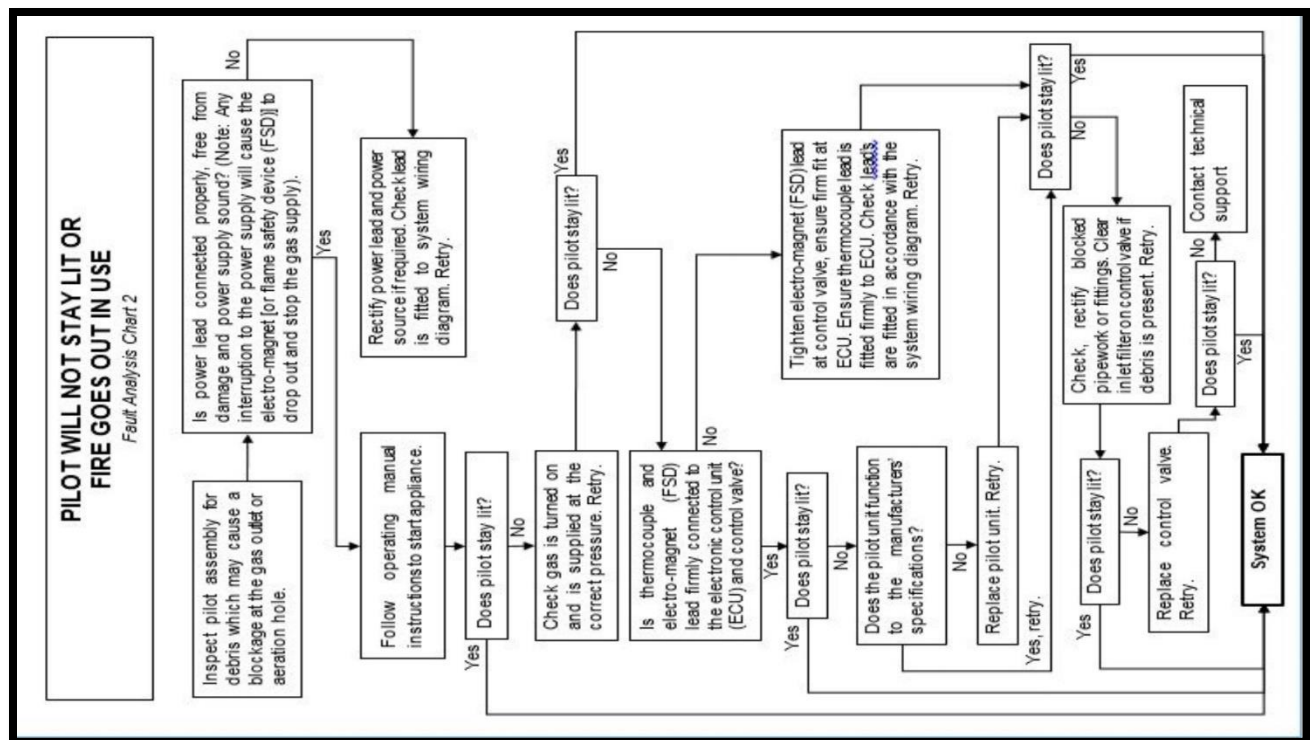 PILOT WILL NOT STAY LIT OR
FIRE GOES OUT IN USE
Fault Analysis Chart 2
Inspect pilot assembly for
debris which may cause a
blockage at the gas outlet or
aeration hole.
Is power lead connected properly, free from
damage and power supply sound? (Note: Any
interruption to the power supply will cause the
electro-magnet [or flame safety device (FSD)] to
drop out and stop the gas supply).
No
Yes
Rectify power lead and power
source if required. Check lead
is fitted to system wiring
diagram. Retry.
Follow operating manual
instructions to start appliance.
Does pilot stay lit?
Yes
No
Check gas is turned on
and is supplied at the
correct pressure. Retry.
Does pilot stay lit?
Yes
No
Is thermocouple and
electro-magnet (FSD)
lead firmly connected to
the electronic control unit
(ECU) and control valve?
No
Yes
Tighten electro-magnet (FSD) lead
at control valve, ensure firm fit at
ECU. Ensure thermocouple lead is
fitted firmly to ECU. Check lead's
are fitted in accordance with the
system wiring diagram. Retry.
Does pilot stay lit?
Yes
No
Does the pilot unit function
to the manufacturers'
specifications?
No
Yes, retry.
Replace pilot unit. Retry.
Does pilot stay lit?
Yes
No
Check, rectify blocked
pipework or fittings. Clear
inlet filter on control valve if
debris is present. Retry.
Does pilot stay lit?
Yes
No
Replace control valve.
Retry.
Does pilot stay lit?
No
Yes
Contact technical
support
System OK